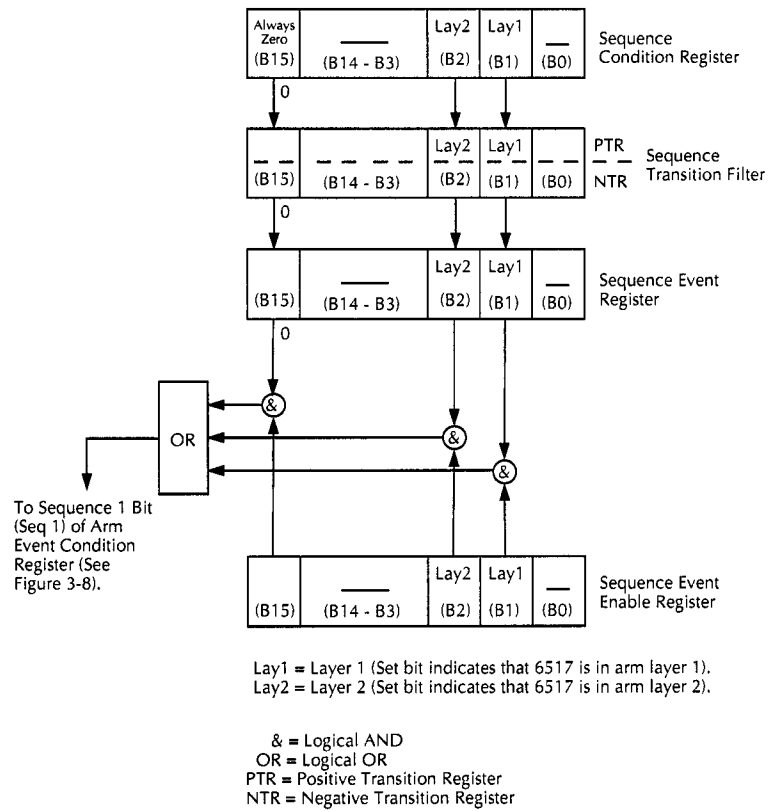 Always Zero (B15)
(B14 - B3)
Lay2 (B2)
Lay1 (B1)
(B0)
Sequence
Condition Register
0
(B15)
(B14 - B3)
Lay2 (B2)
Lay1 (B1)
(B0)
PTR
NTR
Sequence
Transition Filter
0
(B15)
(B14 - B3)
Lay2 (B2)
Lay1 (B1)
(B0)
Sequence Event
Register
0
&
&
&
OR
To Sequence 1 Bit
(Seq 1) of Arm
Event Condition
Register (See
Figure 3-8).
(B15)
(B14 - B3)
Lay2 (B2)
Lay1 (B1)
(B0)
Sequence Event
Enable Register
Lay1 = Layer 1 (Set bit indicates that 6517 is in arm layer 1).
Lay2 = Layer 2 (Set bit indicates that 6517 is in arm layer 2).
& = Logical AND
OR = Logical OR
PTR = Positive Transition Register
NTR = Negative Transition Register